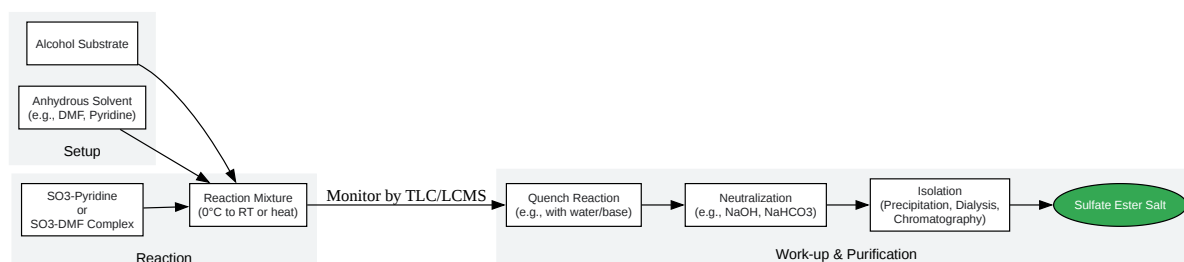 Alcohol Substrate
Anhydrous Solvent
(e.g., DMF, Pyridine)
Setup
SO3-Pyridine
or
SO3-DMF Complex
Reaction Mixture
(0°C to RT or heat)
Reaction
Monitor by TLC/LCMS
Quench Reaction
(e.g., with water/base)
Neutralization
(e.g., NaOH, NaHCO3)
Isolation
(Precipitation, Dialysis,
Chromatography)
Sulfate Ester Salt
Work-up & Purification